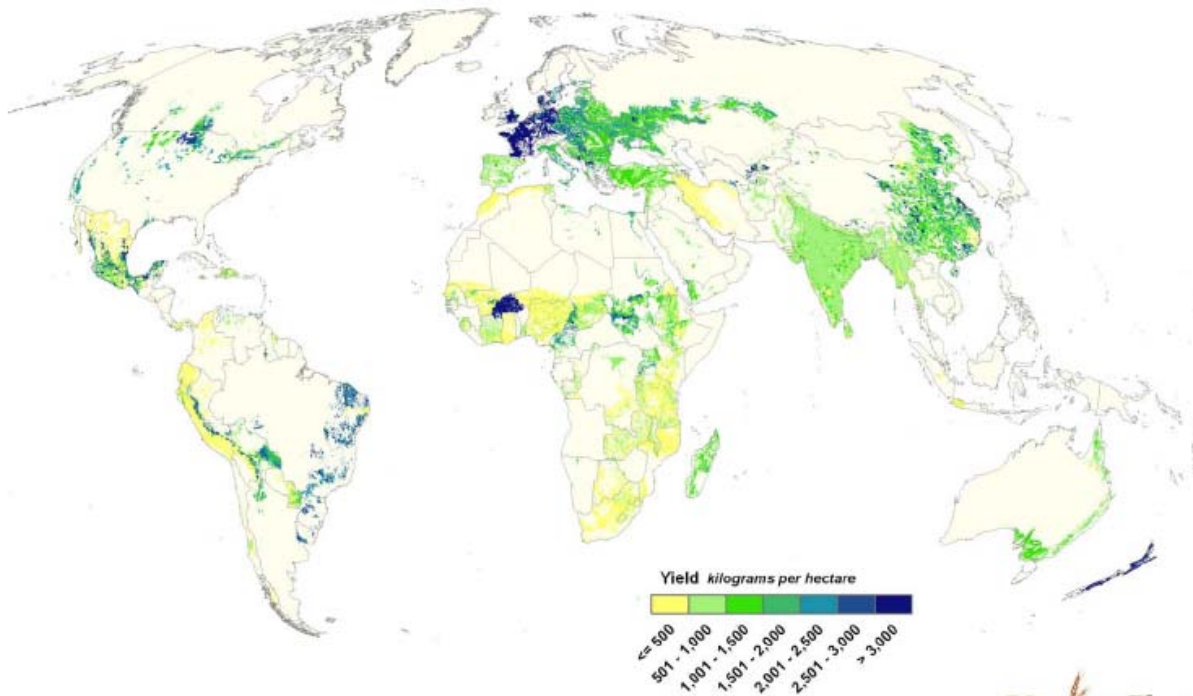 Yield kilograms per hectare
<= 500
501 - 1,000
1,001 - 1,500
1,501 - 2,000
2,001 - 2,500
2,501 - 3,000
> 3,000